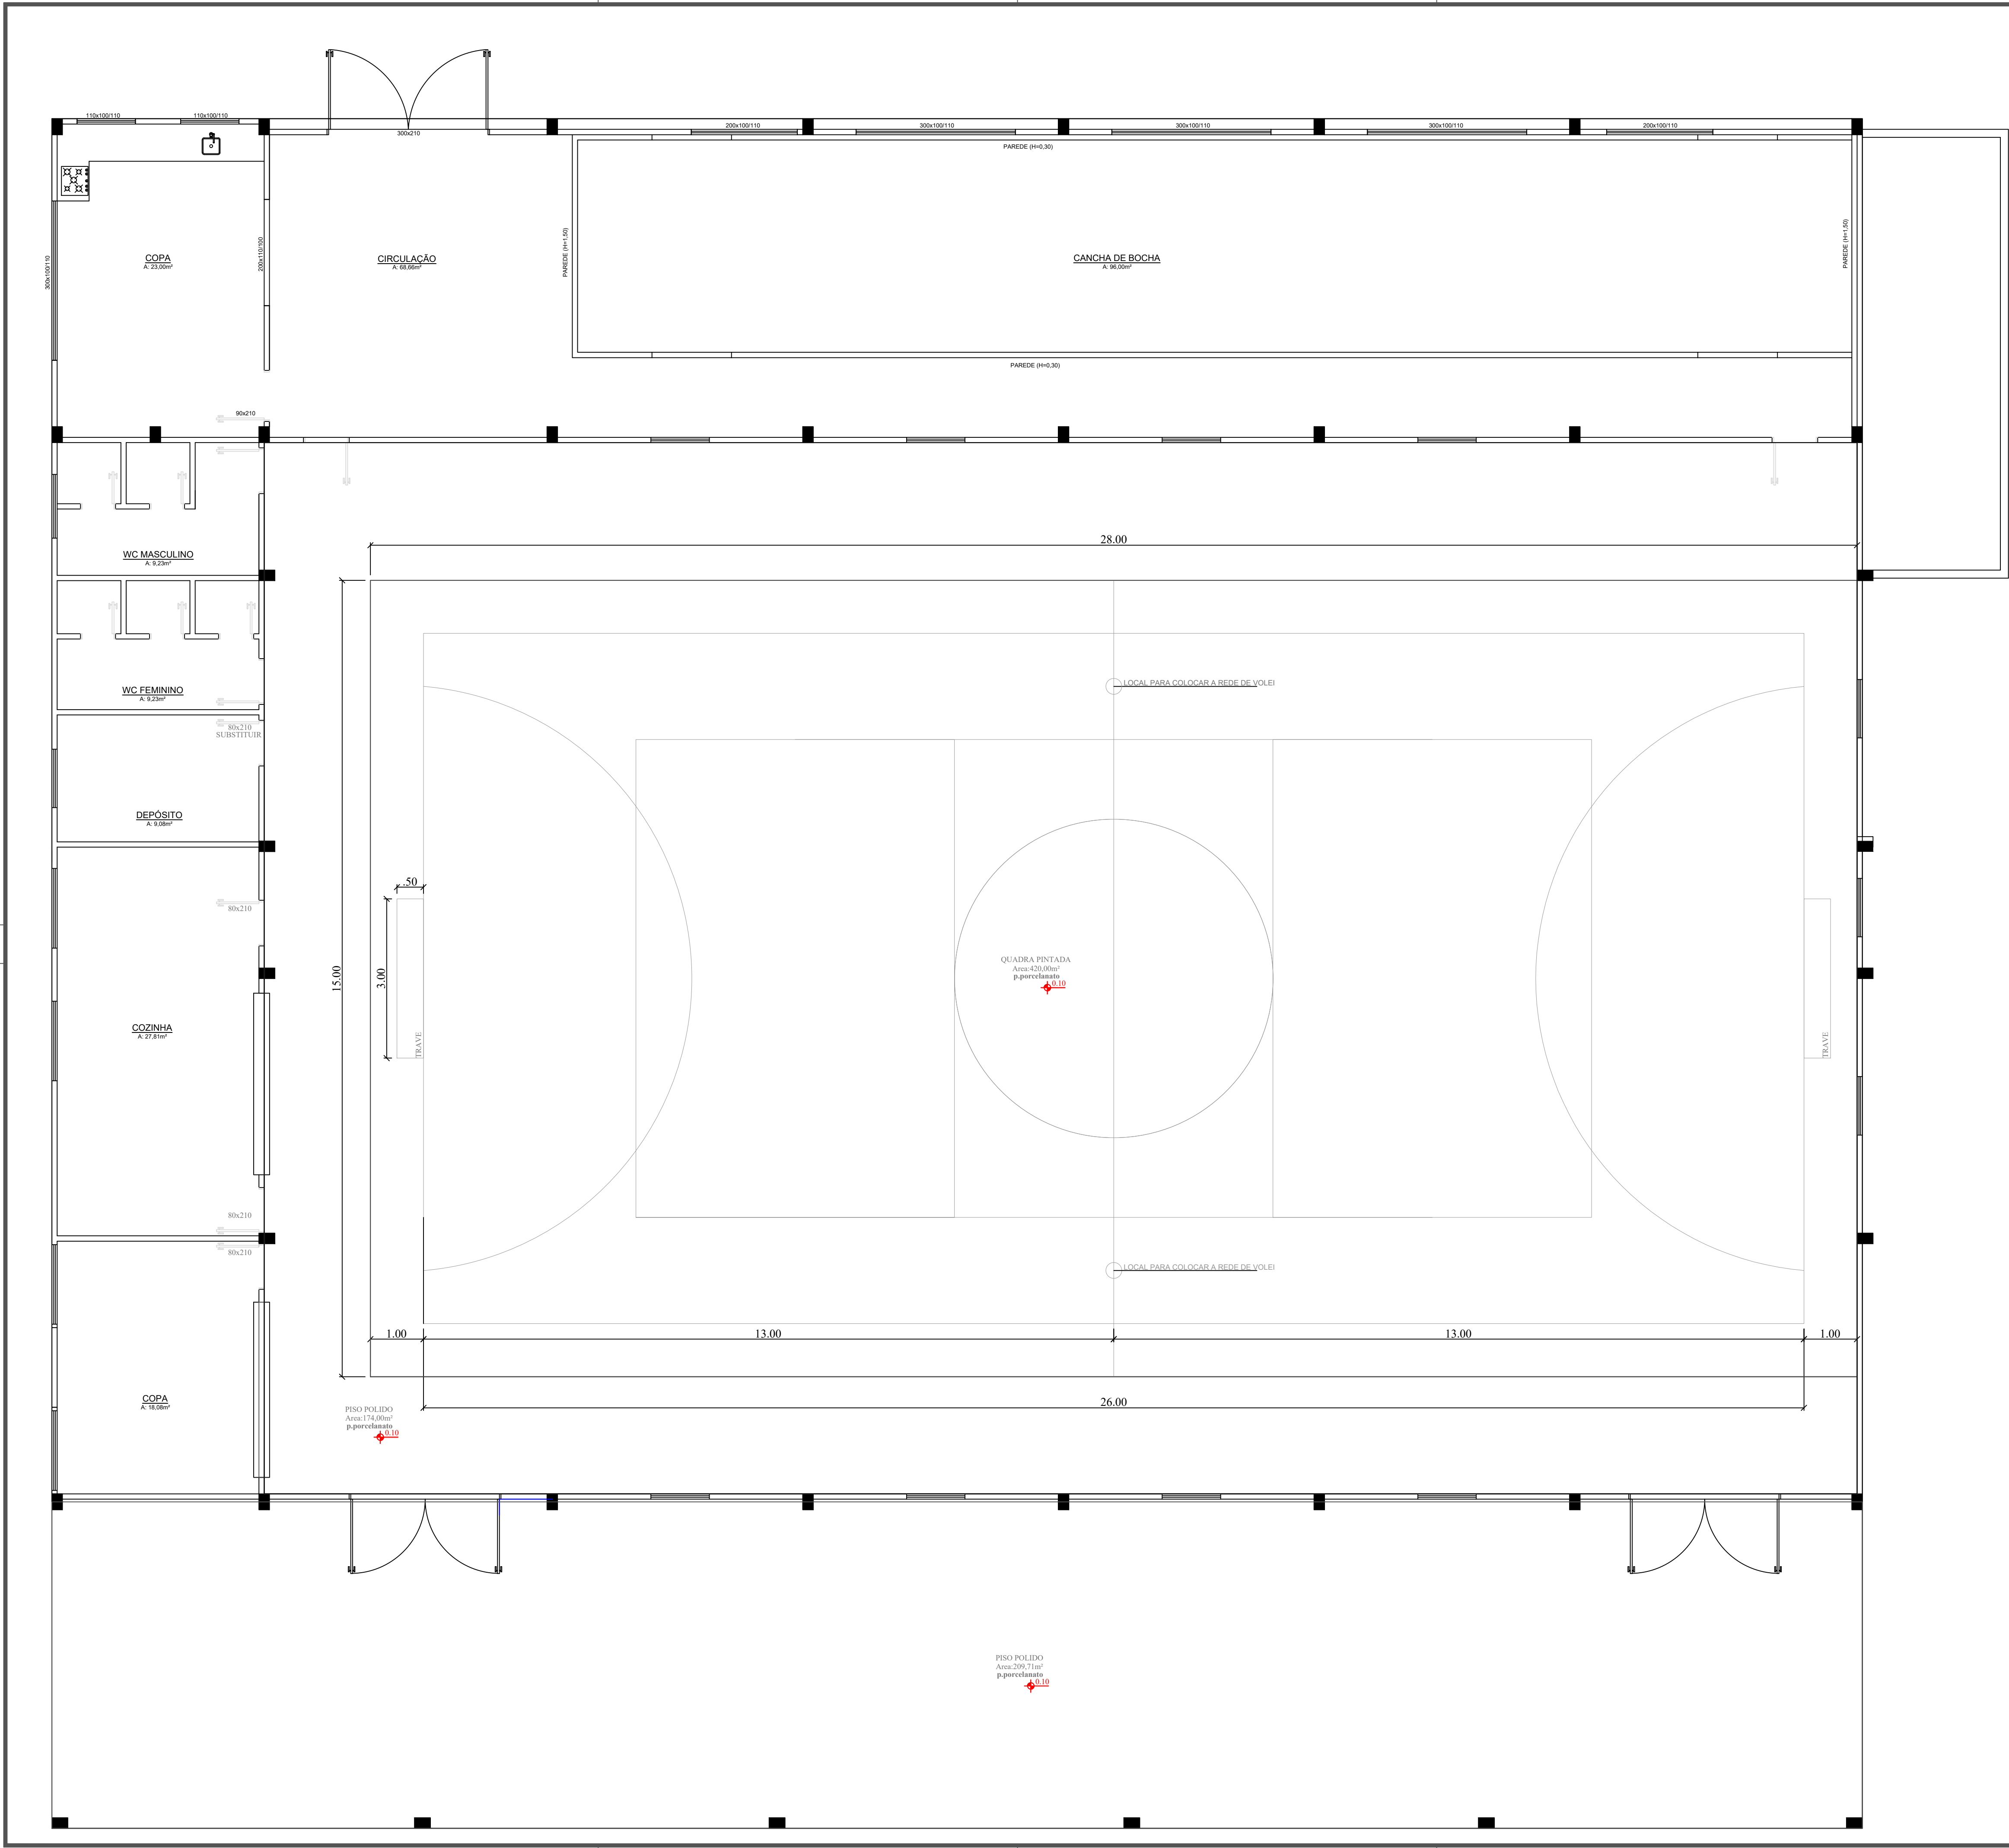 110x100/110
110x100/110
300x210
200x100/110
300x100/110
300x100/110
300x100/110
200x100/110
PAREDE (H=0,30)
300x100/110
COPA
A: 23,00m²
200x110/100
CIRCULAÇÃO
A: 68,66m²
PAREDE (H=1,50)
CANCHA DE BOCHA
A: 96,00m²
PAREDE (H=1,50)
PAREDE (H=0,30)
90x210
WC MASCULINO
A: 9,23m²
28.00
WC FEMININO
A: 9,23m²
LOCAL PARA COLOCAR A REDE DE VOLEI
80x210
SUBSTITUIR
DEPÓSITO
A: 9,08m²
.50
80x210
15.00
3.00
TRAVE
QUADRA PINTADA
Area:420,00m²
p.porcelanato
0.10
TRAVE
COZINHA
A: 27,81m²
80x210
80x210
LOCAL PARA COLOCAR A REDE DE VOLEI
1.00
13.00
13.00
1.00
COPA
A: 18,08m²
26.00
PISO POLIDO
Area:174,00m²
p.porcelanato
0.10
PISO POLIDO
Area:209,71m²
p.porcelanato
0.10